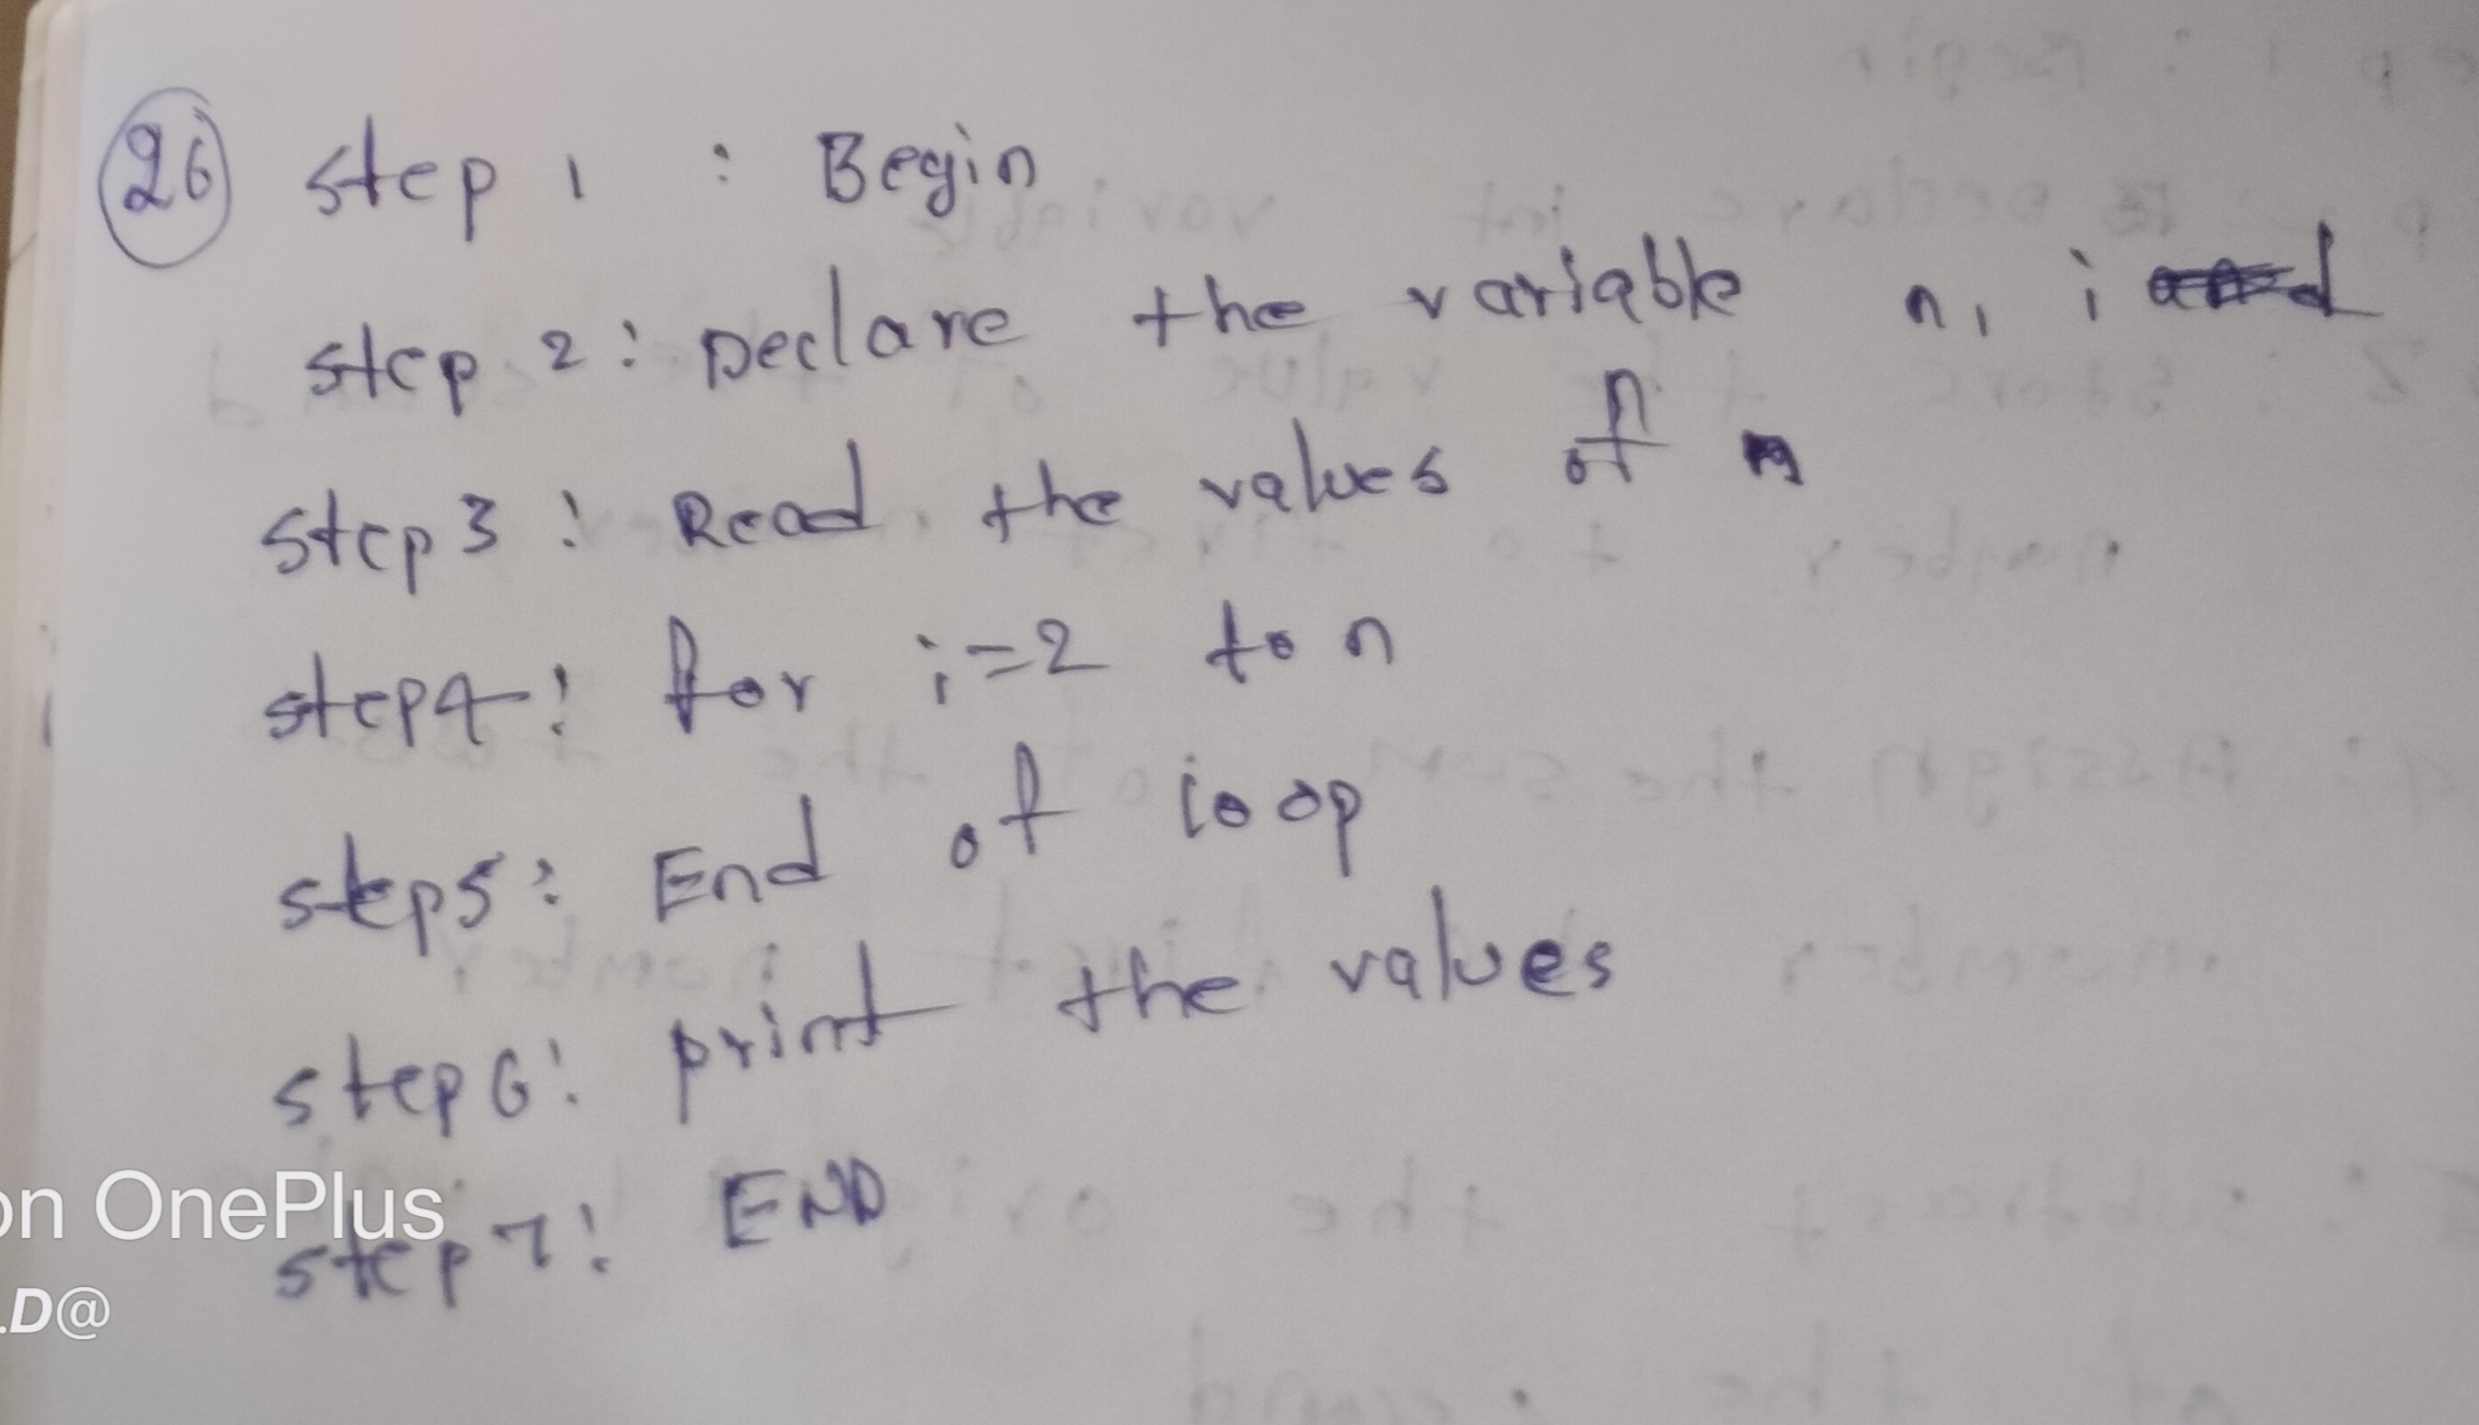 26 step 1 : Begin
step 2 : Declare the variable n, i
step 3 : Read the values of n
step 4 : for i=2 to n
step 5 : End of loop
step 6 : print the values
on OnePlus
step 7 : END
.D@